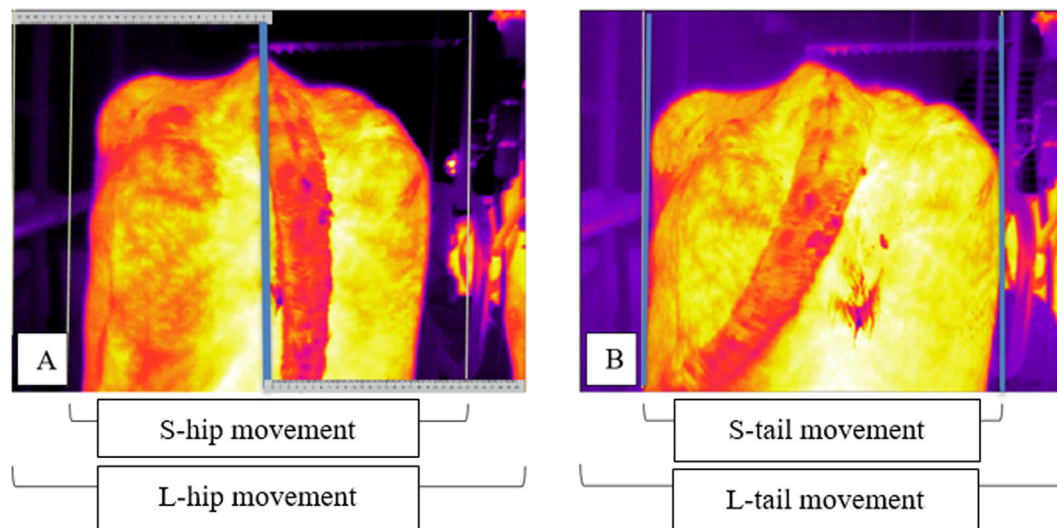 A
B
S-hip movement
S-tail movement
L-hip movement
L-tail movement